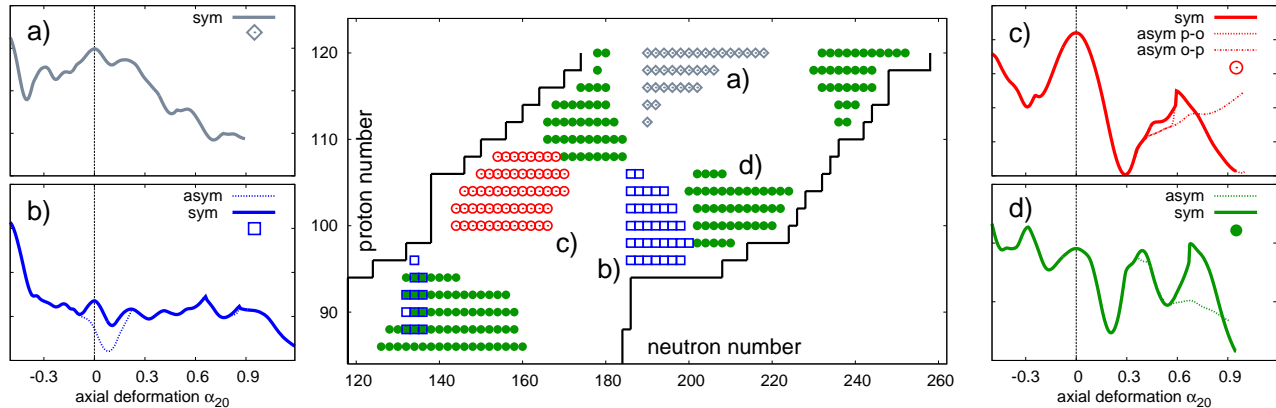 a)
sym
b)
asym
sym
-0.3 0 0.3 0.6 0.9
axial deformation α20
proton number
120
110
100
90
a)
b)
c)
d)
neutron number
120 140 160 180 200 220 240 260
c)
sym
asym p-o
asym o-p
d)
asym
sym
-0.3 0 0.3 0.6 0.9
axial deformation α20